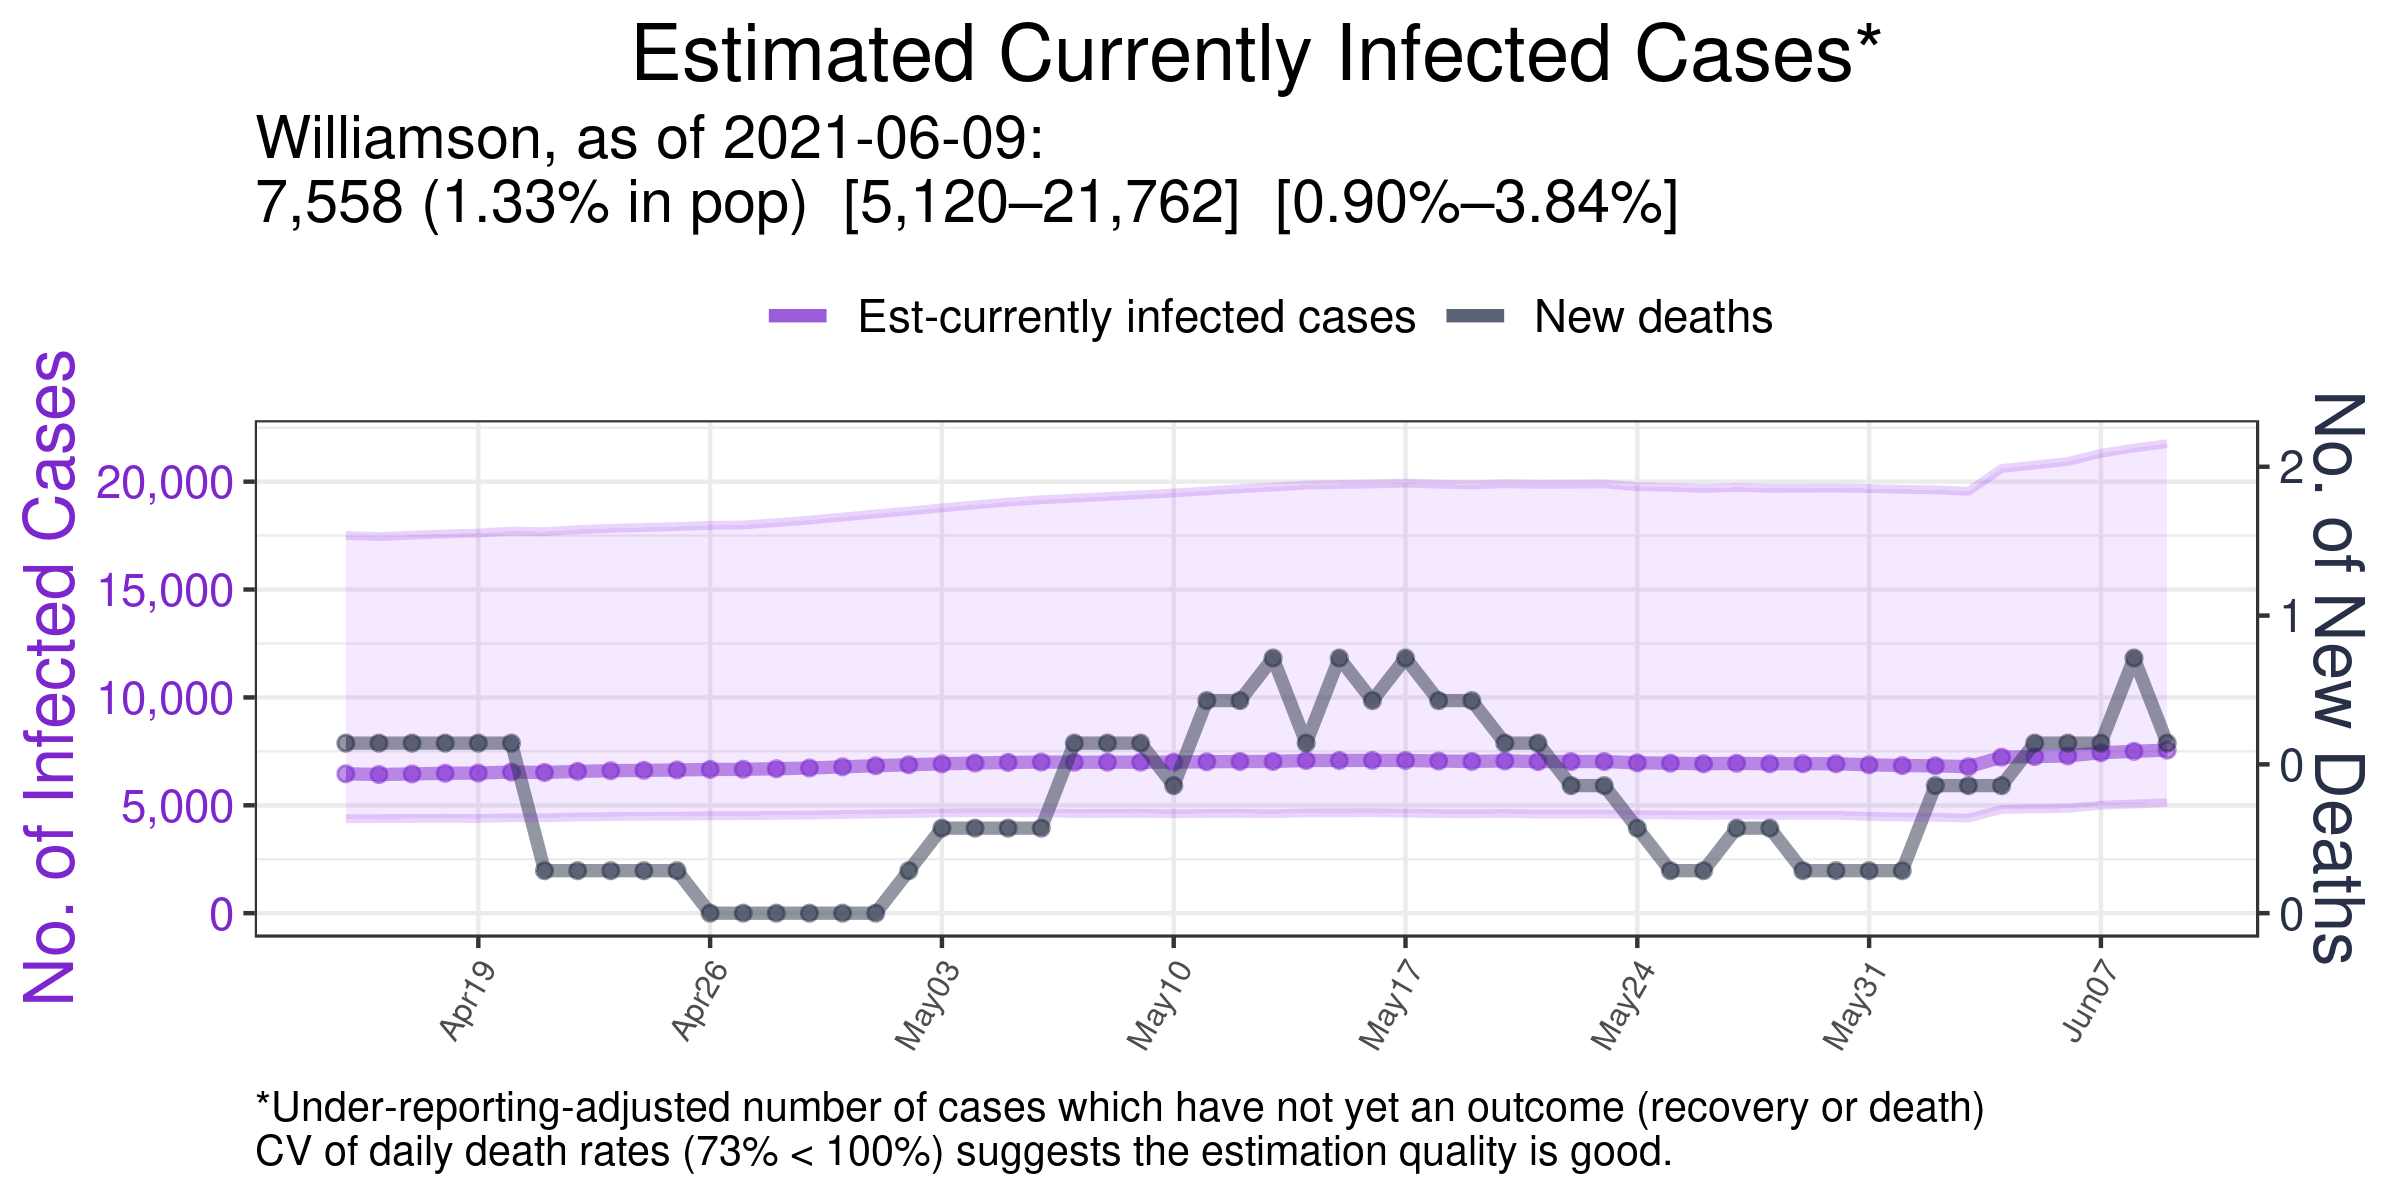 Estimated Currently Infected Cases*
Williamson, as of 2021-06-09:
7,558 (1.33% in pop) [5,120–21,762] [0.90%–3.84%]
Est-currently infected cases New deaths
No. of Infected Cases
20,000
15,000
10,000
5,000
0
2
1
0
0
No. of New Deaths
Apr19 Apr26 May03 May10 May17 May24 May31 Jun07
*Under-reporting-adjusted number of cases which have not yet an outcome (recovery or death)
CV of daily death rates (73% < 100%) suggests the estimation quality is good.